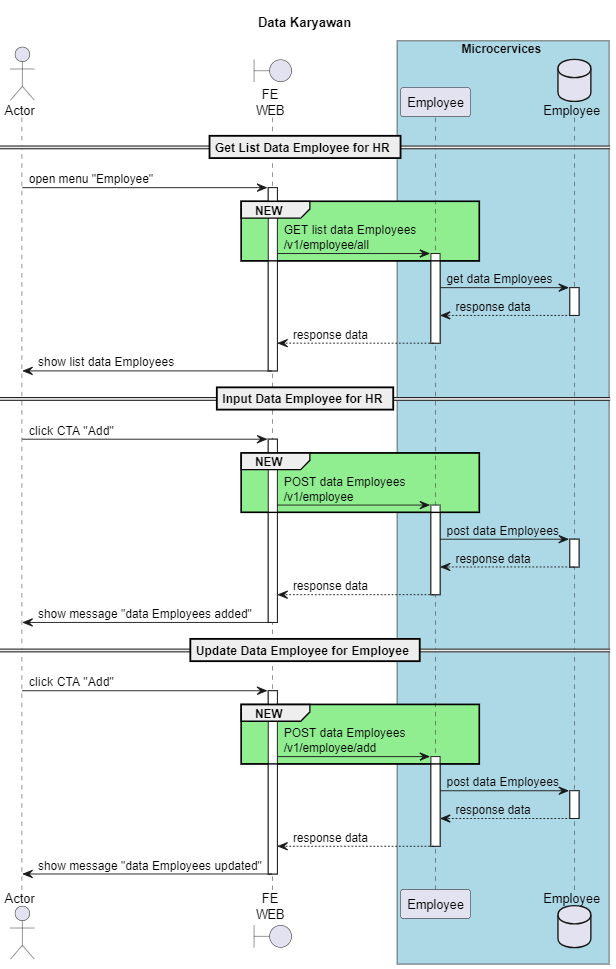 Data Karyawan
Microcervices
Actor
FE
WEB
Employee
Employee
Get List Data Employee for HR
open menu "Employee"
NEW
GET list data Employees
/v1/employee/all
get data Employees
response data
response data
show list data Employees
Input Data Employee for HR
click CTA "Add"
NEW
POST data Employees
/v1/employee
post data Employees
response data
response data
show message "data Employees added"
Update Data Employee for Employee
click CTA "Add"
NEW
POST data Employees
/v1/employee/add
post data Employees
response data
response data
show message "data Employees updated"
Actor
FE
WEB
Employee
Employee